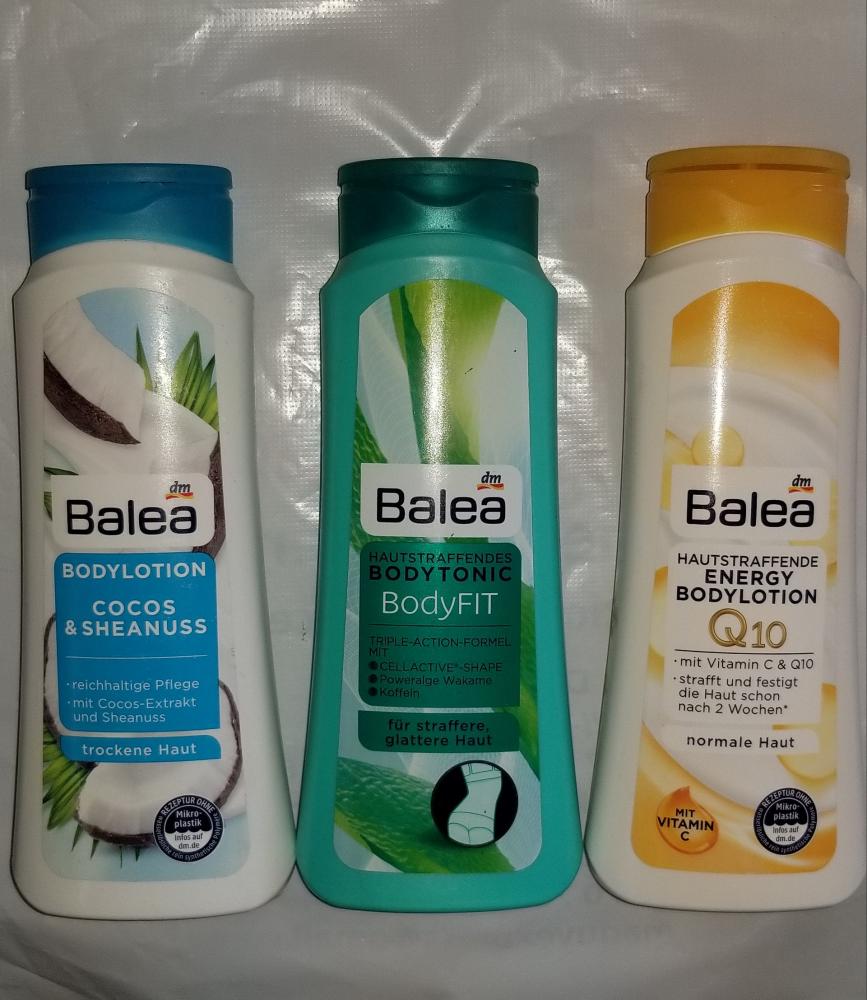 dm
Balea
BODYLOTION
COCOS
& SHEANUSS
· reichhaltige Pflege
· mit Cocos-Extrakt
und Sheanuss
trockene Haut
REZEPTUR OHNE
Mikro-
plastik
Infos auf
dm.de
dm
Balea
HAUTSTRAFFENDES
BODYTONIC
BodyFIT
TRIPLE-ACTION-FORMEL
MIT
● CELLACTIVE®-SHAPE
● Poweralge Wakame
● Koffein
für straffere,
glattere Haut
dm
Balea
HAUTSTRAFFENDE
ENERGY
BODYLOTION
Q10
· mit Vitamin C & Q10
· strafft und festigt
die Haut schon
nach 2 Wochen*
normale Haut
MIT
VITAMIN
C
REZEPTUR OHNE
Mikro-
plastik
Infos auf
dm.de